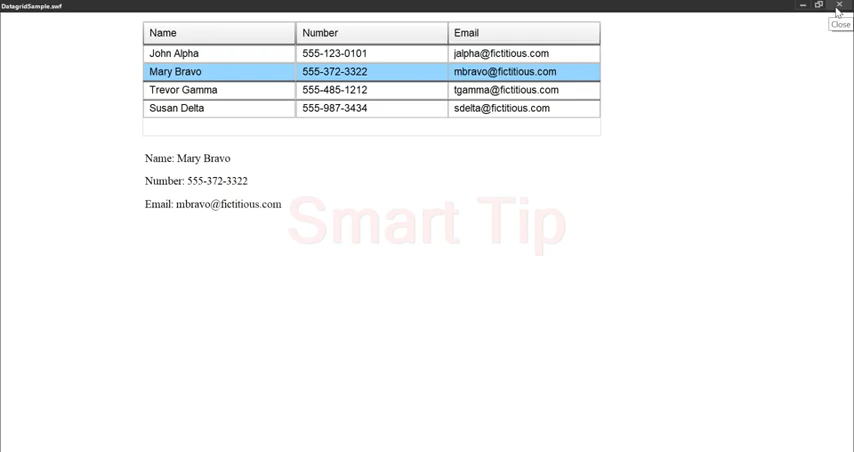 DatagridSample.swf
Close
Name Number Email
John Alpha 555-123-0101 jalpha@fictitious.com
Mary Bravo 555-372-3322 mbravo@fictitious.com
Trevor Gamma 555-485-1212 tgamma@fictitious.com
Susan Delta 555-987-3434 sdelta@fictitious.com
Name: Mary Bravo
Number: 555-372-3322
Email: mbravo@fictitious.com
Smart Tip